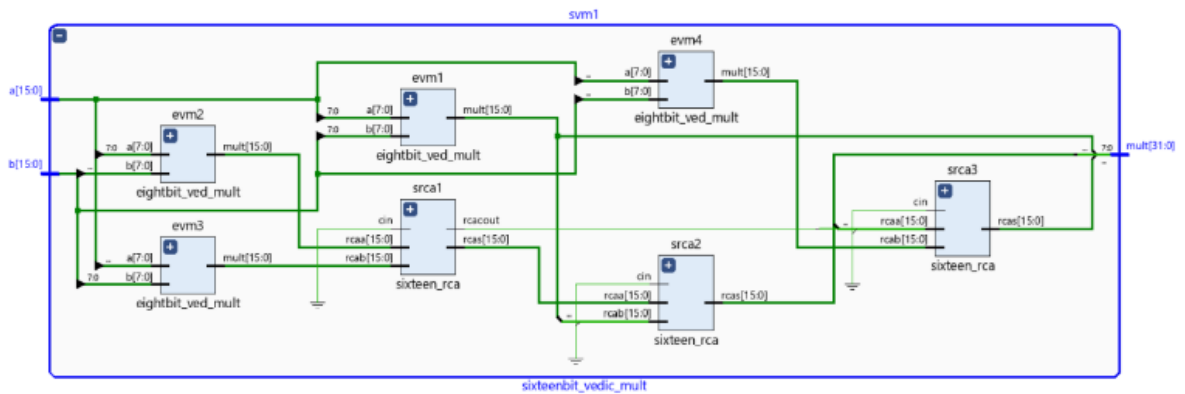 svm1
a[15:0]
b[15:0]
evm2
7:0 a[7:0] mult[15:0]
b[7:0]
eightbit_ved_mult
evm3
a[7:0] mult[15:0]
7:0 b[7:0]
eightbit_ved_mult
evm1
7:0 a[7:0] mult[15:0]
7:0 b[7:0]
eightbit_ved_mult
srca1
cin rcacout
rcaa[15:0] rcas[15:0]
rcab[15:0]
sixteen_rca
evm4
a[7:0] mult[15:0]
b[7:0]
eightbit_ved_mult
srca2
cin
rcaa[15:0] rcas[15:0]
rcab[15:0]
sixteen_rca
srca3
cin
rcaa[15:0] rcas[15:0]
rcab[15:0]
sixteen_rca
7:0 mult[31:0]
sixteenbit_vedic_mult